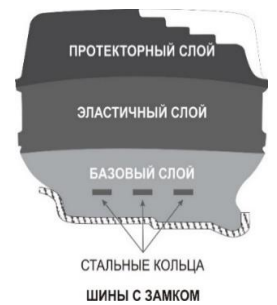 ПРОТЕКТОРНЫЙ СЛОЙ
ЭЛАСТИЧНЫЙ СЛОЙ
БАЗОВЫЙ СЛОЙ
СТАЛЬНЫЕ КОЛЬЦА
ШИНЫ С ЗАМКОМ